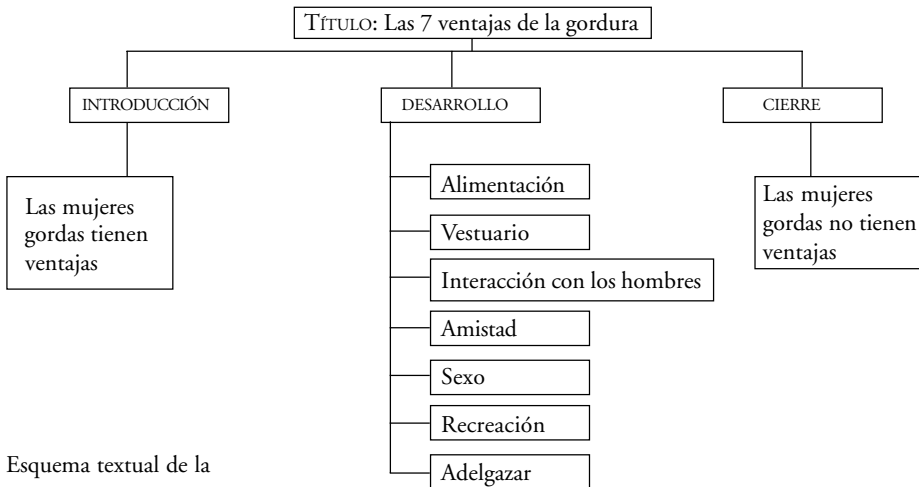 TÍTULO: Las 7 ventajas de la gordura
INTRODUCCIÓN
DESARROLLO
CIERRE
Las mujeres
gordas tienen
ventajas
Alimentación
Vestuario
Interacción con los hombres
Amistad
Sexo
Recreación
Adelgazar
Las mujeres
gordas no tienen
ventajas
Esquema textual de la